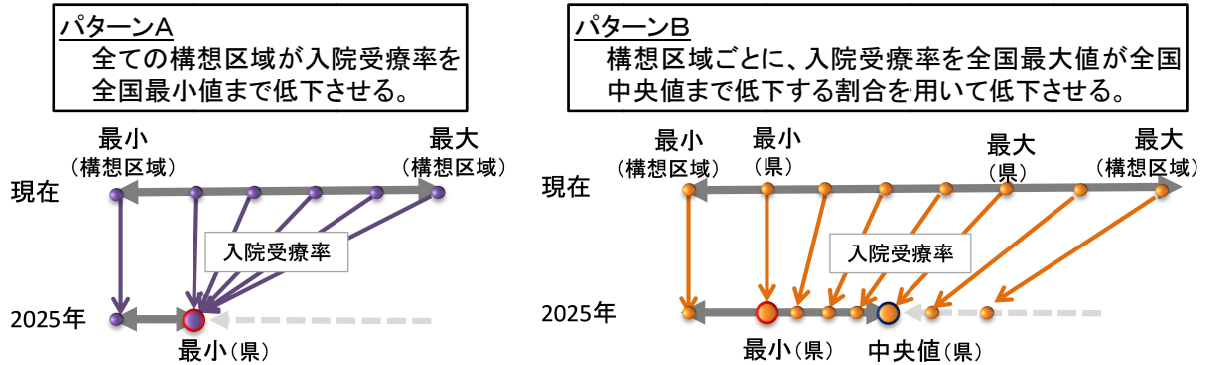 パターンA
全ての構想区域が入院受療率を
全国最小値まで低下させる。
最小
(構想区域)
最大
(構想区域)
現在
入院受療率
2025年
最小(県)
パターンB
構想区域ごとに、入院受療率を全国最大値が全国
中央値まで低下する割合を用いて低下させる。
最小
(構想区域)
最小
(県)
最大
(県)
最大
(構想区域)
現在
入院受療率
2025年
最小(県)
中央値(県)